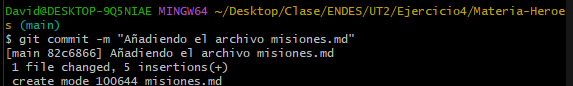 David@DESKTOP-9Q5NIAE MINGW64 ~/Desktop/Clase/ENDES/UT2/Ejercicio4/Materia-Heroe
s (main)
$ git commit -m "Añadiendo el archivo misiones.md"
[main 82c6866] Añadiendo el archivo misiones.md
 1 file changed, 5 insertions(+)
 create mode 100644 misiones.md